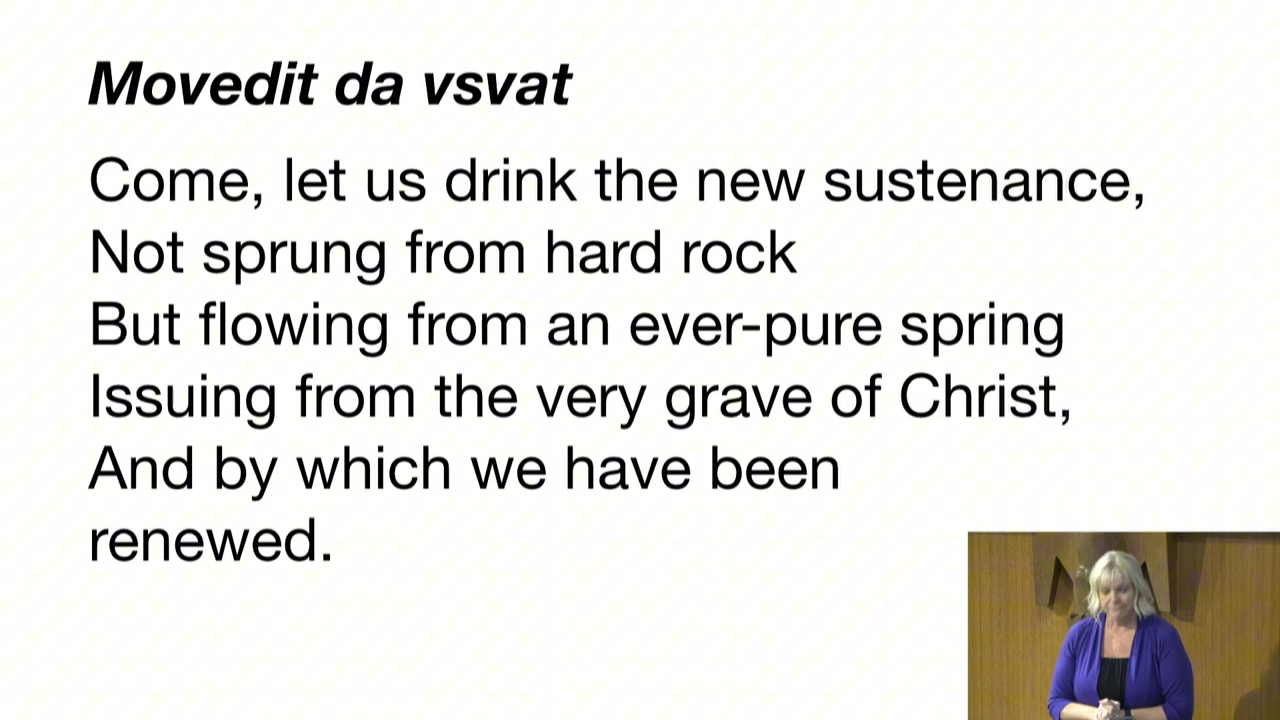 Movedit da vsvat
Come, let us drink the new sustenance,
Not sprung from hard rock
But flowing from an ever-pure spring
Issuing from the very grave of Christ,
And by which we have been
renewed.